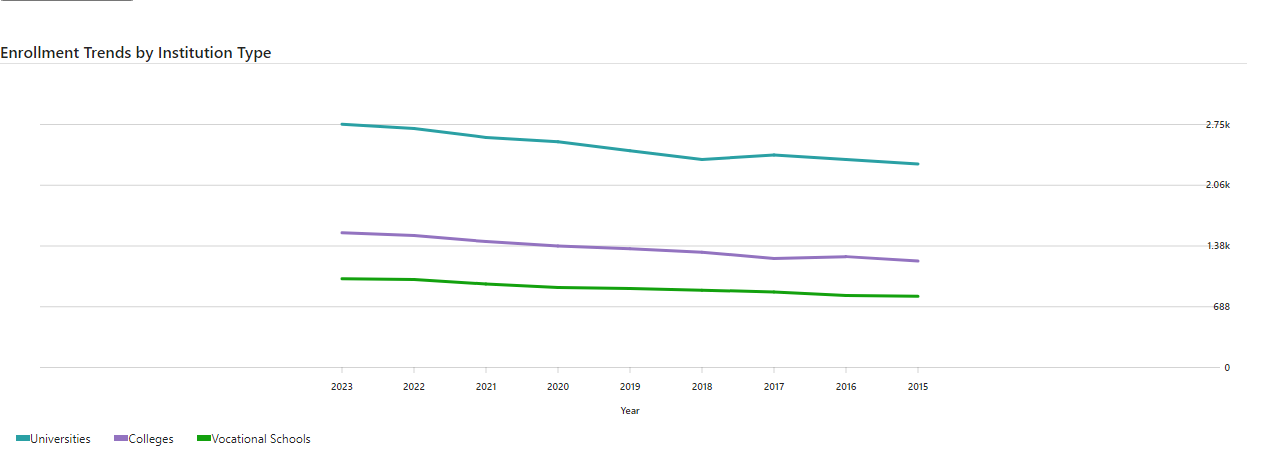 Enrollment Trends by Institution Type
2.75k
2.06k
1.38k
688
0
2023 2022 2021 2020 2019 2018 2017 2016 2015
Year
Universities Colleges Vocational Schools